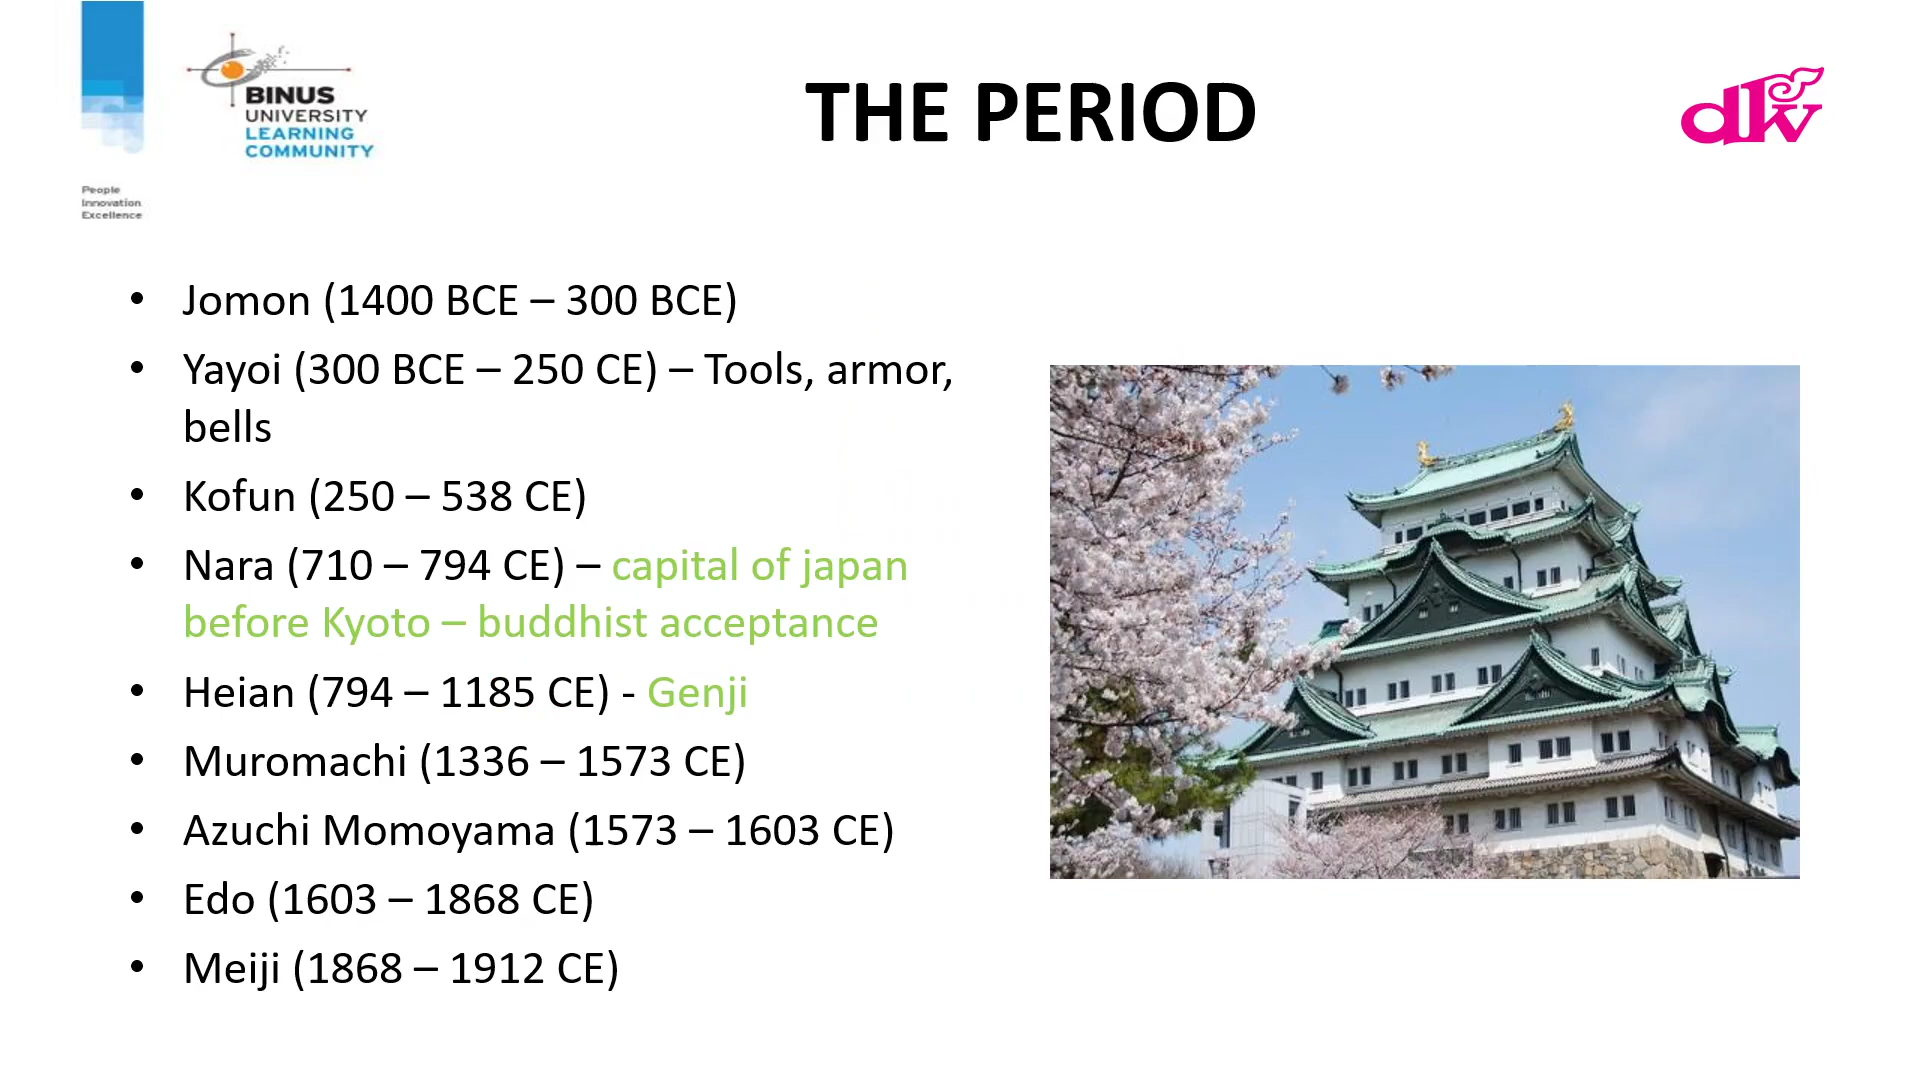 BINUS
UNIVERSITY
LEARNING
COMMUNITY
People
Innovation
Excellence
THE PERIOD
dkv
• Jomon (1400 BCE – 300 BCE)
• Yayoi (300 BCE – 250 CE) – Tools, armor,
bells
• Kofun (250 – 538 CE)
• Nara (710 – 794 CE) – capital of japan
before Kyoto – buddhist acceptance
• Heian (794 – 1185 CE) - Genji
• Muromachi (1336 – 1573 CE)
• Azuchi Momoyama (1573 – 1603 CE)
• Edo (1603 – 1868 CE)
• Meiji (1868 – 1912 CE)